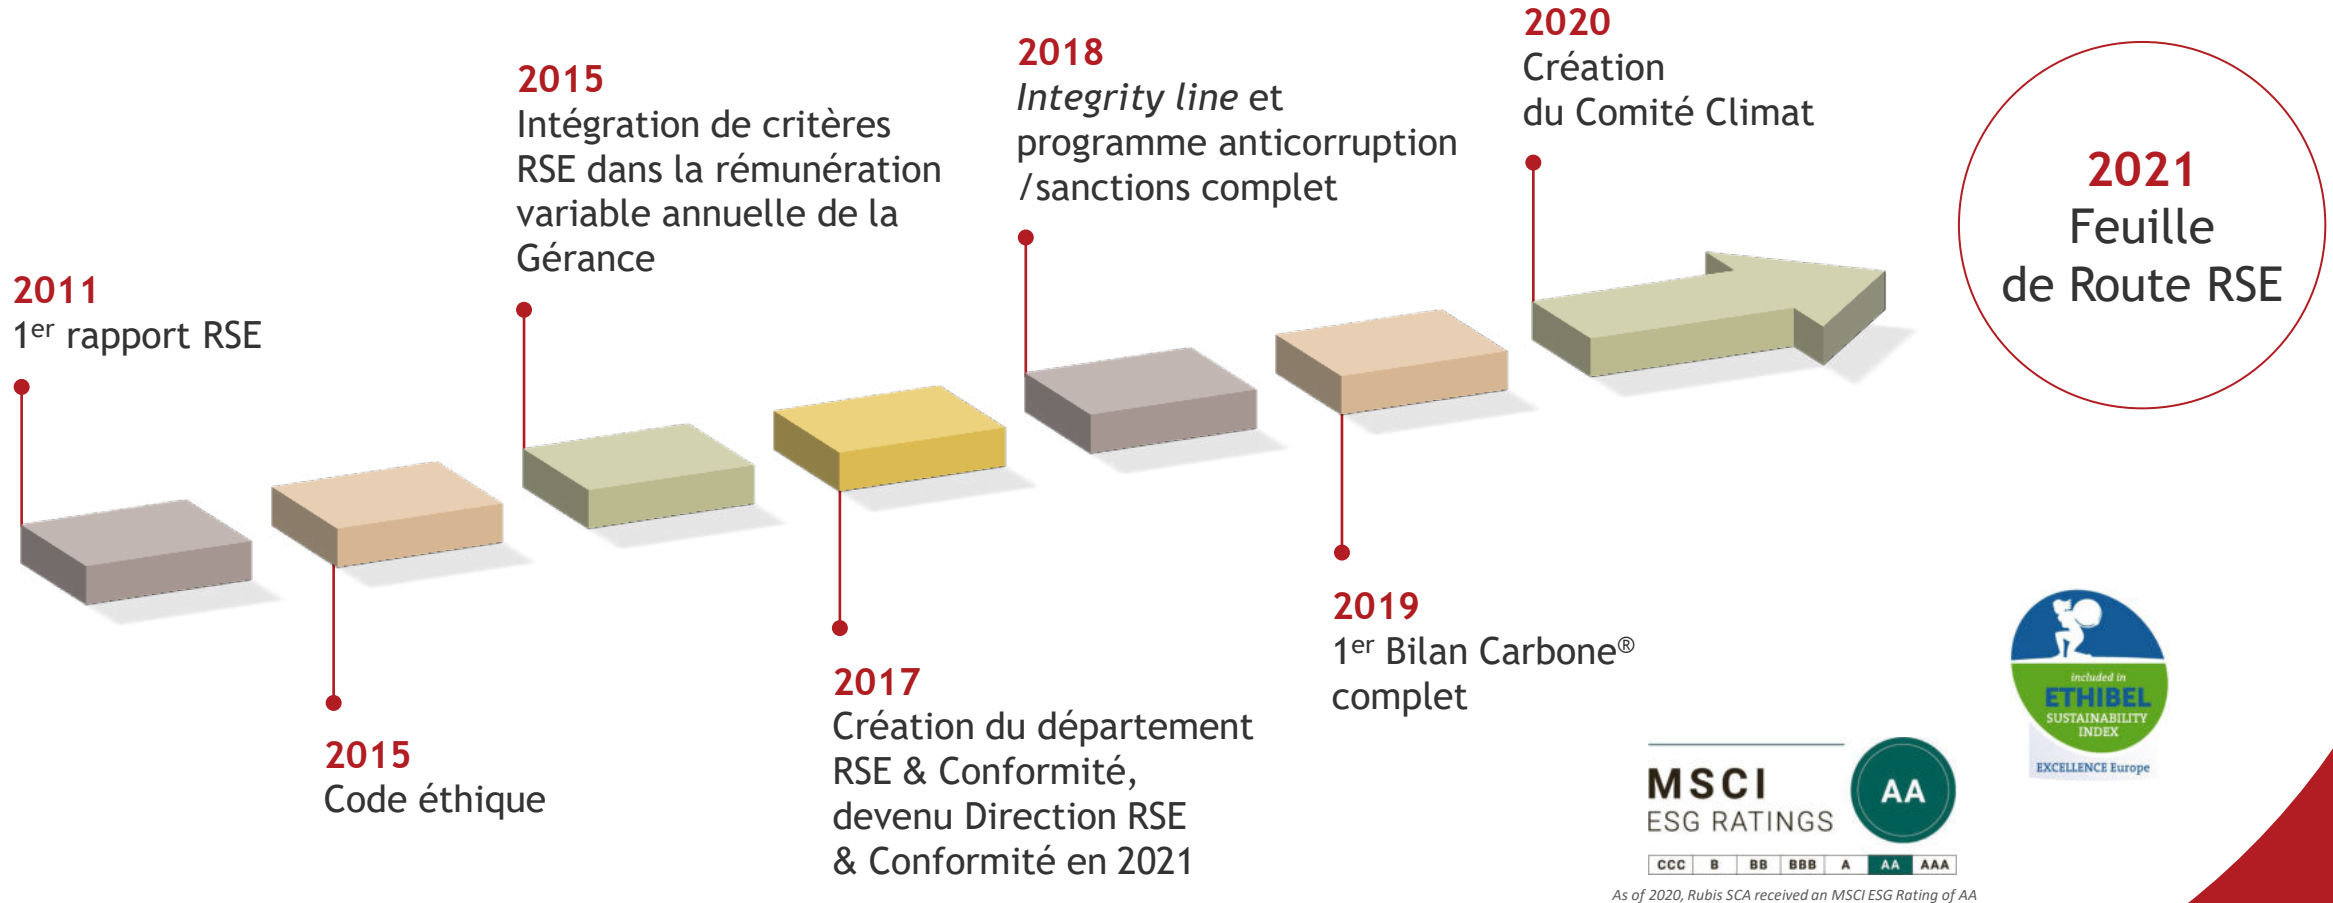 2011
1er rapport RSE
2015
Code éthique
2015
Intégration de critères
RSE dans la rémunération
variable annuelle de la
Gérance
2017
Création du département
RSE & Conformité,
devenu Direction RSE
& Conformité en 2021
2018
Integrity line et
programme anticorruption
/sanctions complet
2019
1er Bilan Carbone®
complet
2020
Création
du Comité Climat
2021
Feuille
de Route RSE
MSCI
ESG RATINGS
AA
CCC B BB BBB A AA AAA
As of 2020, Rubis SCA received an MSCI ESG Rating of AA
included in
ETHIBEL
SUSTAINABILITY
INDEX
EXCELLENCE Europe